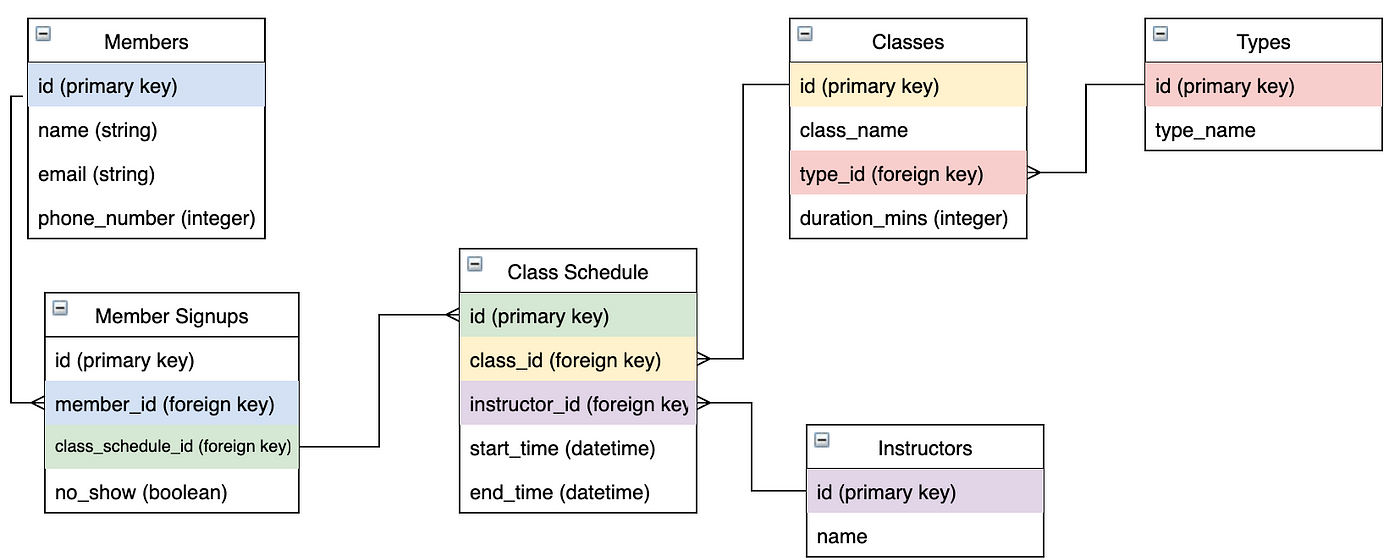 Members
id (primary key)
name (string)
email (string)
phone_number (integer)
Member Signups
id (primary key)
member_id (foreign key)
class_schedule_id (foreign key)
no_show (boolean)
Class Schedule
id (primary key)
class_id (foreign key)
instructor_id (foreign key
start_time (datetime)
end_time (datetime)
Classes
id (primary key)
class_name
type_id (foreign key)
duration_mins (integer)
Types
id (primary key)
type_name
Instructors
id (primary key)
name